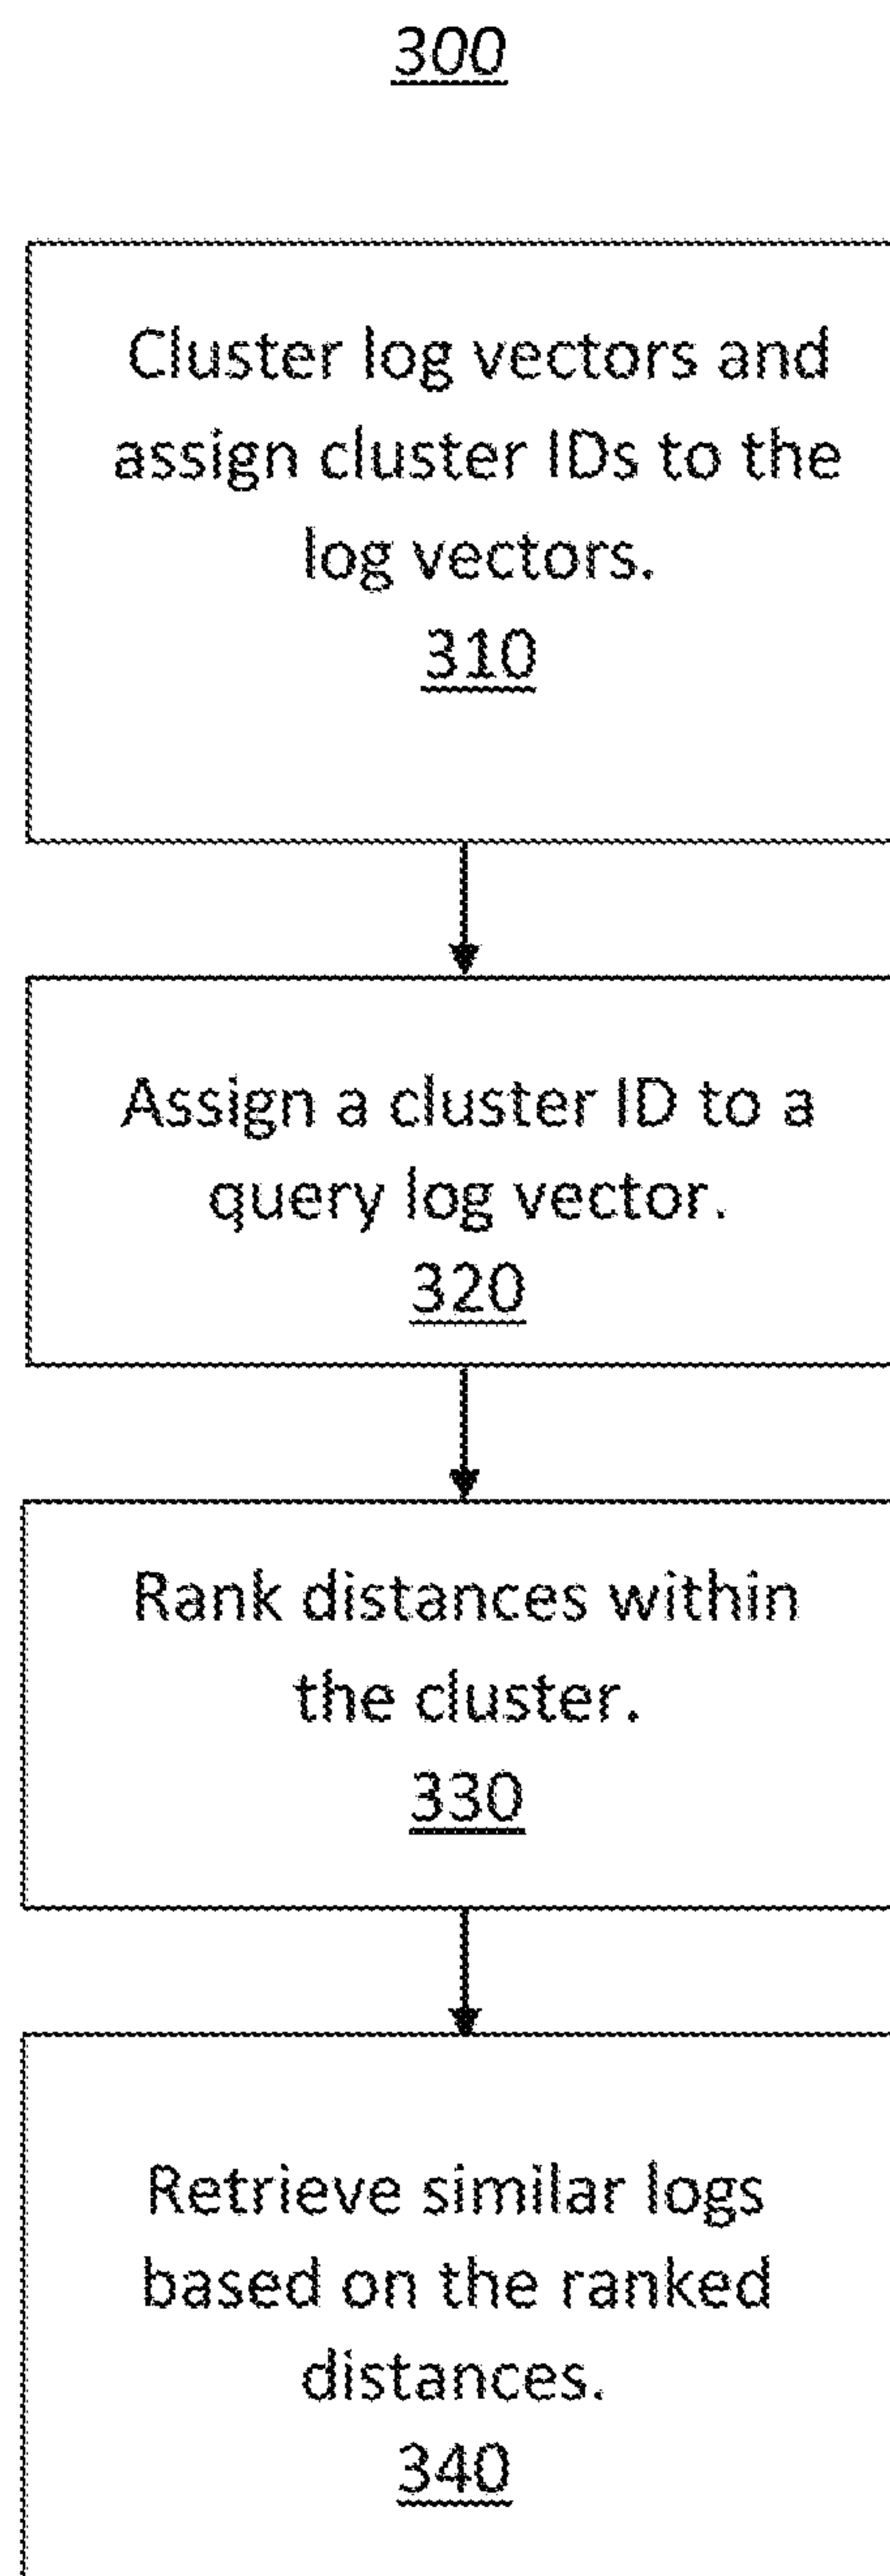 300
Cluster log vectors and
assign cluster IDs to the
log vectors.
310
Assign a cluster ID to a
query log vector.
320
Rank distances within
the cluster.
330
Retrieve similar logs
based on the ranked
distances.
340